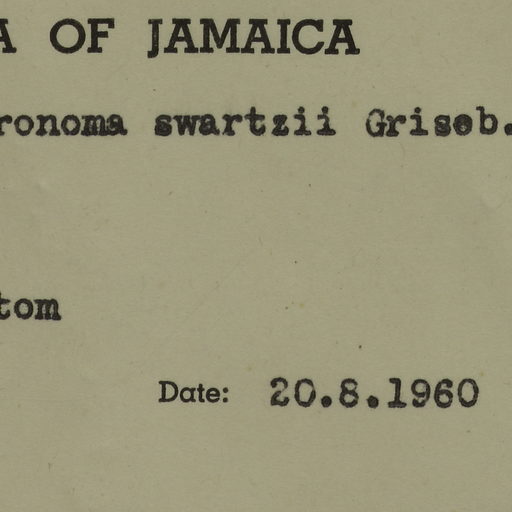 A OF JAMAICA
ronoma swartzii Griseb.
tom
Date: 20.8.1960